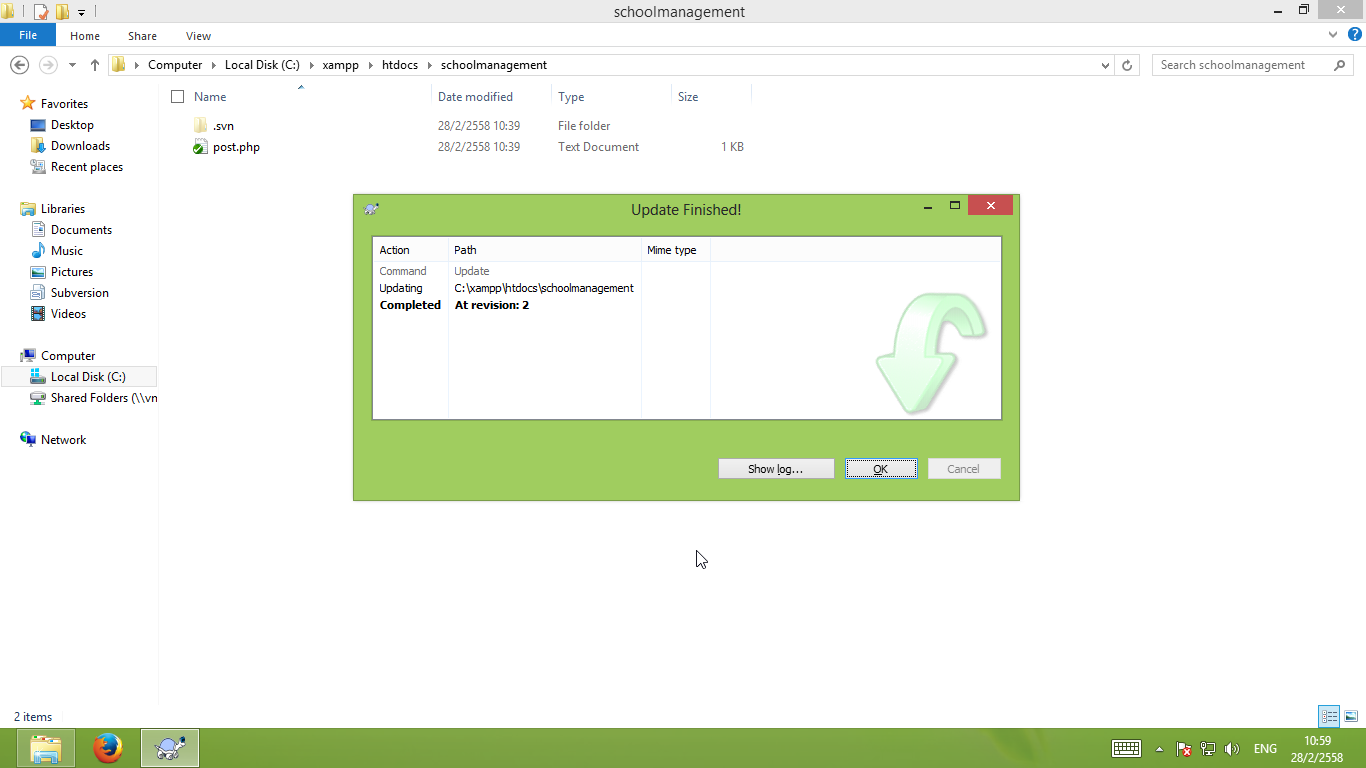 schoolmanagement
File Home Share View
Computer Local Disk (C:) xampp htdocs schoolmanagement
Search schoolmanagement
Name Date modified Type Size
.svn 28/2/2558 10:39 File folder
post.php 28/2/2558 10:39 Text Document 1 KB
Favorites
Desktop
Downloads
Recent places
Libraries
Documents
Music
Pictures
Subversion
Videos
Computer
Local Disk (C:)
Shared Folders (\\vn
Network
Update Finished!
Action Path Mime type
Command Update
Updating C:\xampp\htdocs\schoolmanagement
Completed At revision: 2
Show log... OK Cancel
2 items
ENG
10:59
28/2/2558